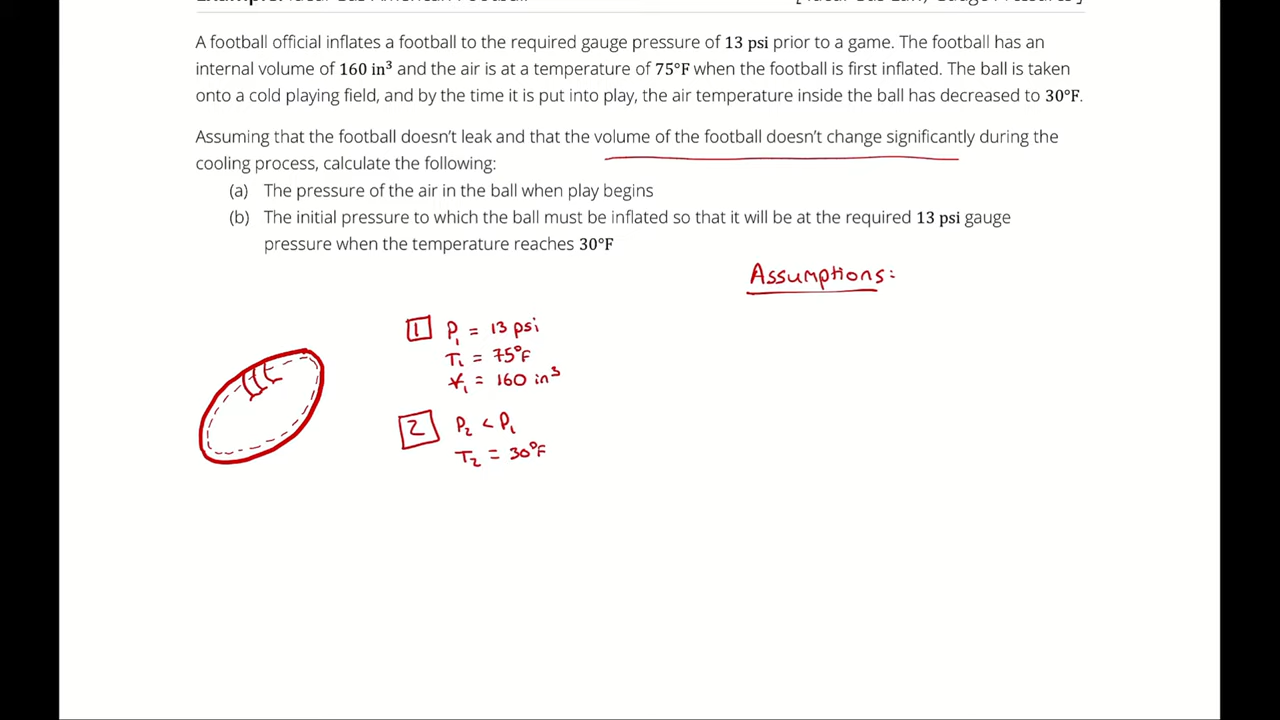 A football official inflates a football to the required gauge pressure of 13 psi prior to a game. The football has an
internal volume of 160 in³ and the air is at a temperature of 75°F when the football is first inflated. The ball is taken
onto a cold playing field, and by the time it is put into play, the air temperature inside the ball has decreased to 30°F.
Assuming that the football doesn't leak and that the volume of the football doesn't change significantly during the
cooling process, calculate the following:
(a) The pressure of the air in the ball when play begins
(b) The initial pressure to which the ball must be inflated so that it will be at the required 13 psi gauge
pressure when the temperature reaches 30°F
Assumptions:
1 P₁ = 13 psi
T₁ = 75°F
V₁ = 160 in³
2 P₂ < P₁
T₂ = 30°F